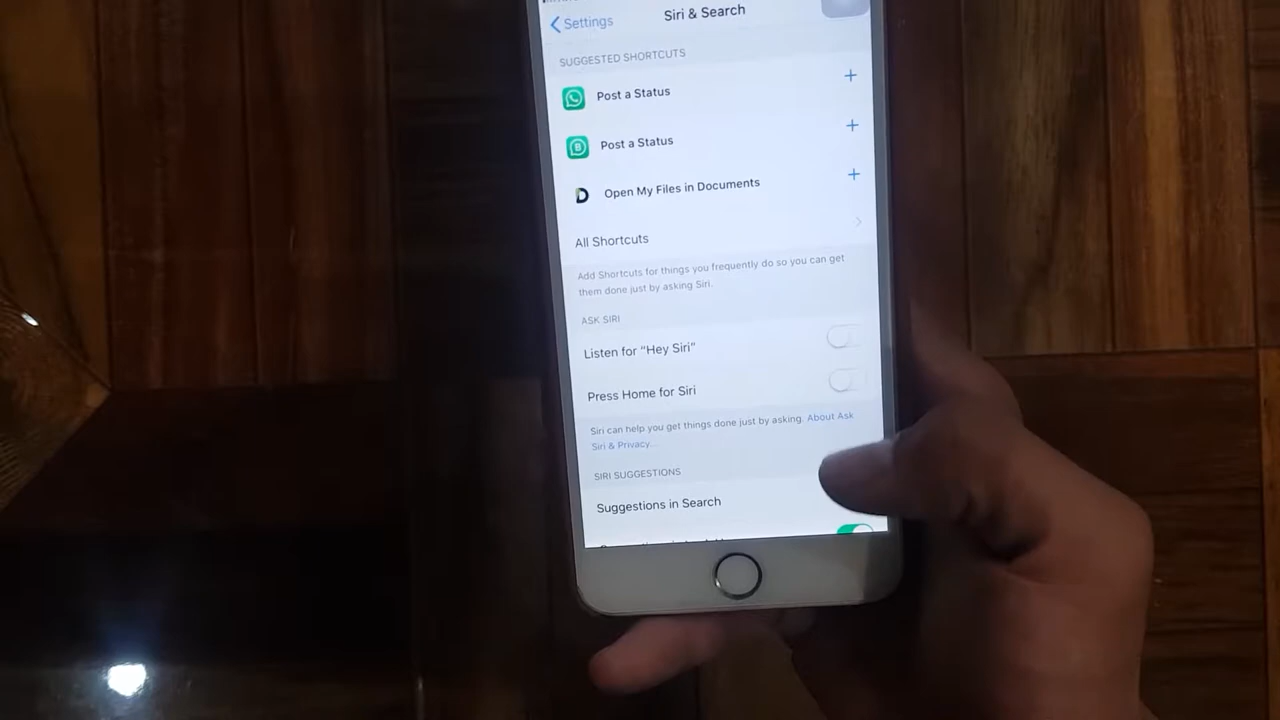 Settings
Siri & Search
SUGGESTED SHORTCUTS
Post a Status
B
Post a Status
D
Open My Files in Documents
All Shortcuts
Add Shortcuts for things you frequently do so you can get
them done just by asking Siri.
ASK SIRI
Listen for “Hey Siri”
Press Home for Siri
Siri can help you get things done just by asking. About Ask
Siri & Privacy...
SIRI SUGGESTIONS
Suggestions in Search